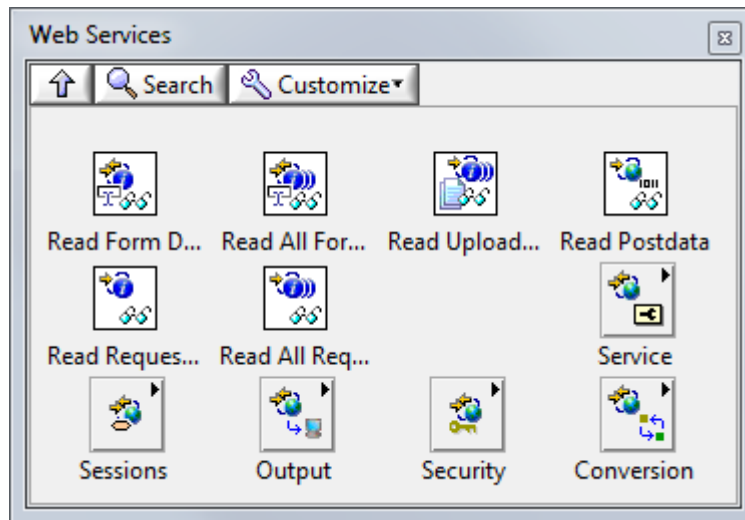 Web Services
Search Customize
Read Form D... Read All For... Read Upload... Read Postdata
Read Reques... Read All Req... Service
Sessions Output Security Conversion